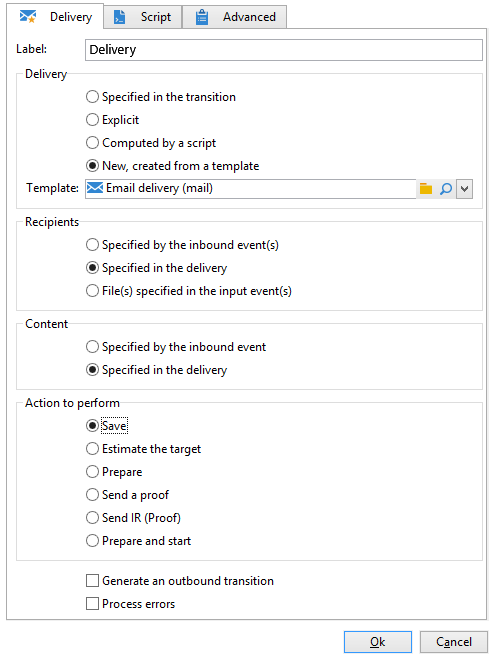 Delivery Script Advanced
Label: Delivery
Delivery
Specified in the transition
Explicit
Computed by a script
New, created from a template
Template: Email delivery (mail)
Recipients
Specified by the inbound event(s)
Specified in the delivery
File(s) specified in the input event(s)
Content
Specified by the inbound event
Specified in the delivery
Action to perform
Save
Estimate the target
Prepare
Send a proof
Send IR (Proof)
Prepare and start
Generate an outbound transition
Process errors
Ok Cancel